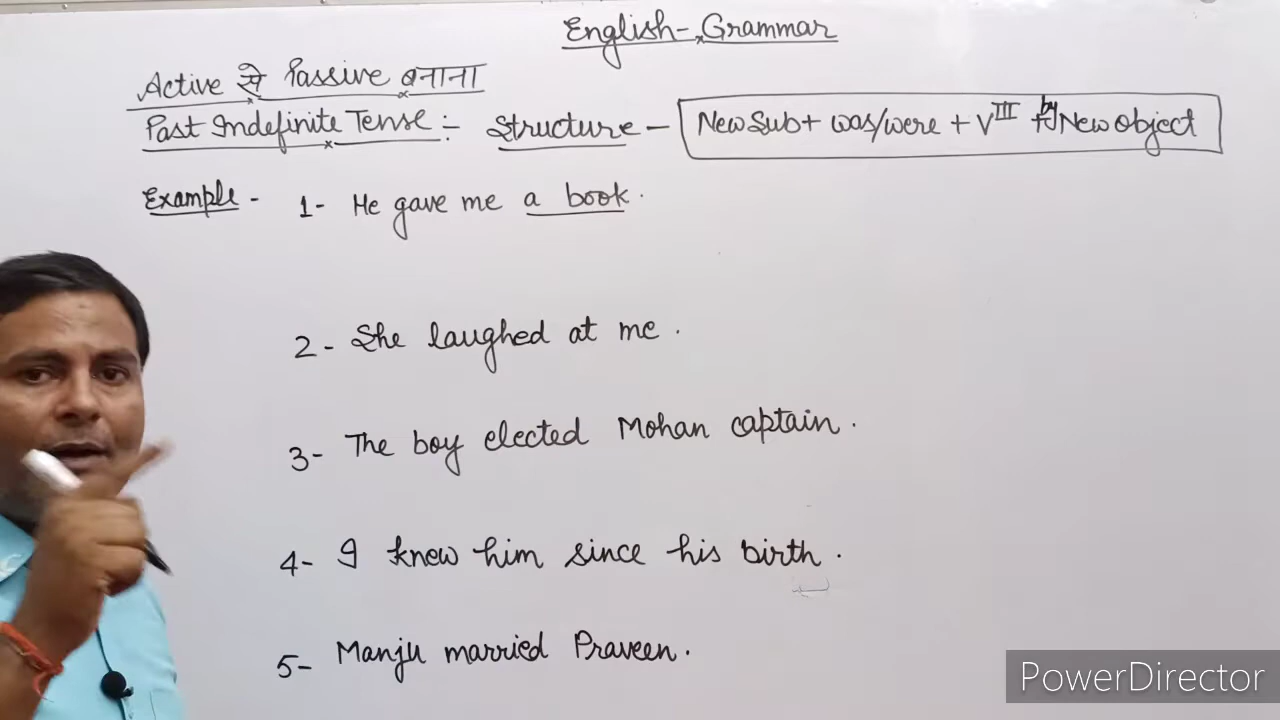 English-Grammar
Active से Passive बनाना
Past Indefinite Tense:- Structure - New Sub + was/were + V III + by New object
Example - 1- He gave me a book.
2- She laughed at me.
3- The boy elected Mohan captain.
4- I knew him since his birth.
5- Manju married Praveen.
PowerDirector